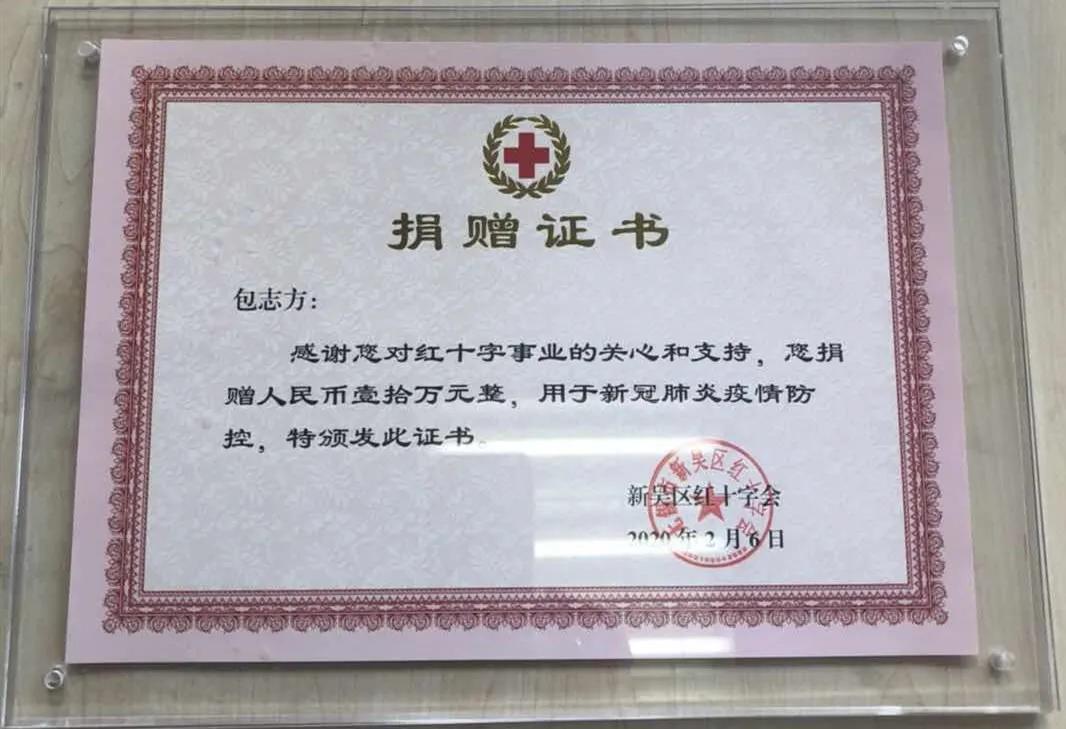 捐赠证书
包志方：
感谢您对红十字事业的关心和支持，您捐
赠人民币壹拾万元整，用于新冠肺炎疫情防
控，特颁发此证书。
新吴区红十字会
2020年2月6日